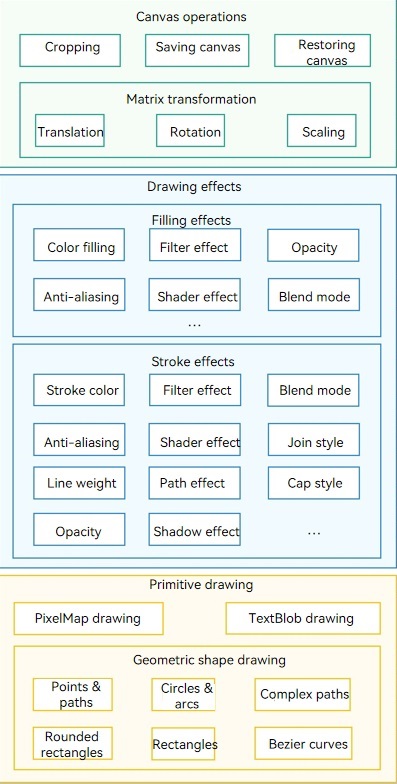 Canvas operations
Cropping
Saving canvas
Restoring
canvas
Matrix transformation
Translation
Rotation
Scaling
Drawing effects
Filling effects
Color filling
Filter effect
Opacity
Anti-aliasing
Shader effect
Blend mode
...
Stroke effects
Stroke color
Filter effect
Blend mode
Anti-aliasing
Shader effect
Join style
Line weight
Path effect
Cap style
Opacity
Shadow effect
...
Primitive drawing
PixelMap drawing
TextBlob drawing
Geometric shape drawing
Points &
paths
Circles &
arcs
Complex paths
Rounded
rectangles
Rectangles
Bezier curves